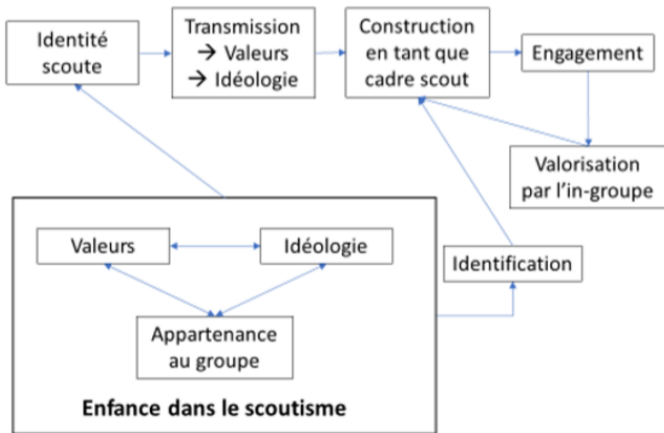 Identité
scoute
Transmission
→ Valeurs
→ Idéologie
Construction
en tant que
cadre scout
Engagement
Valorisation
par l’in-groupe
Valeurs
Idéologie
Identification
Appartenance
au groupe
Enfance dans le scoutisme